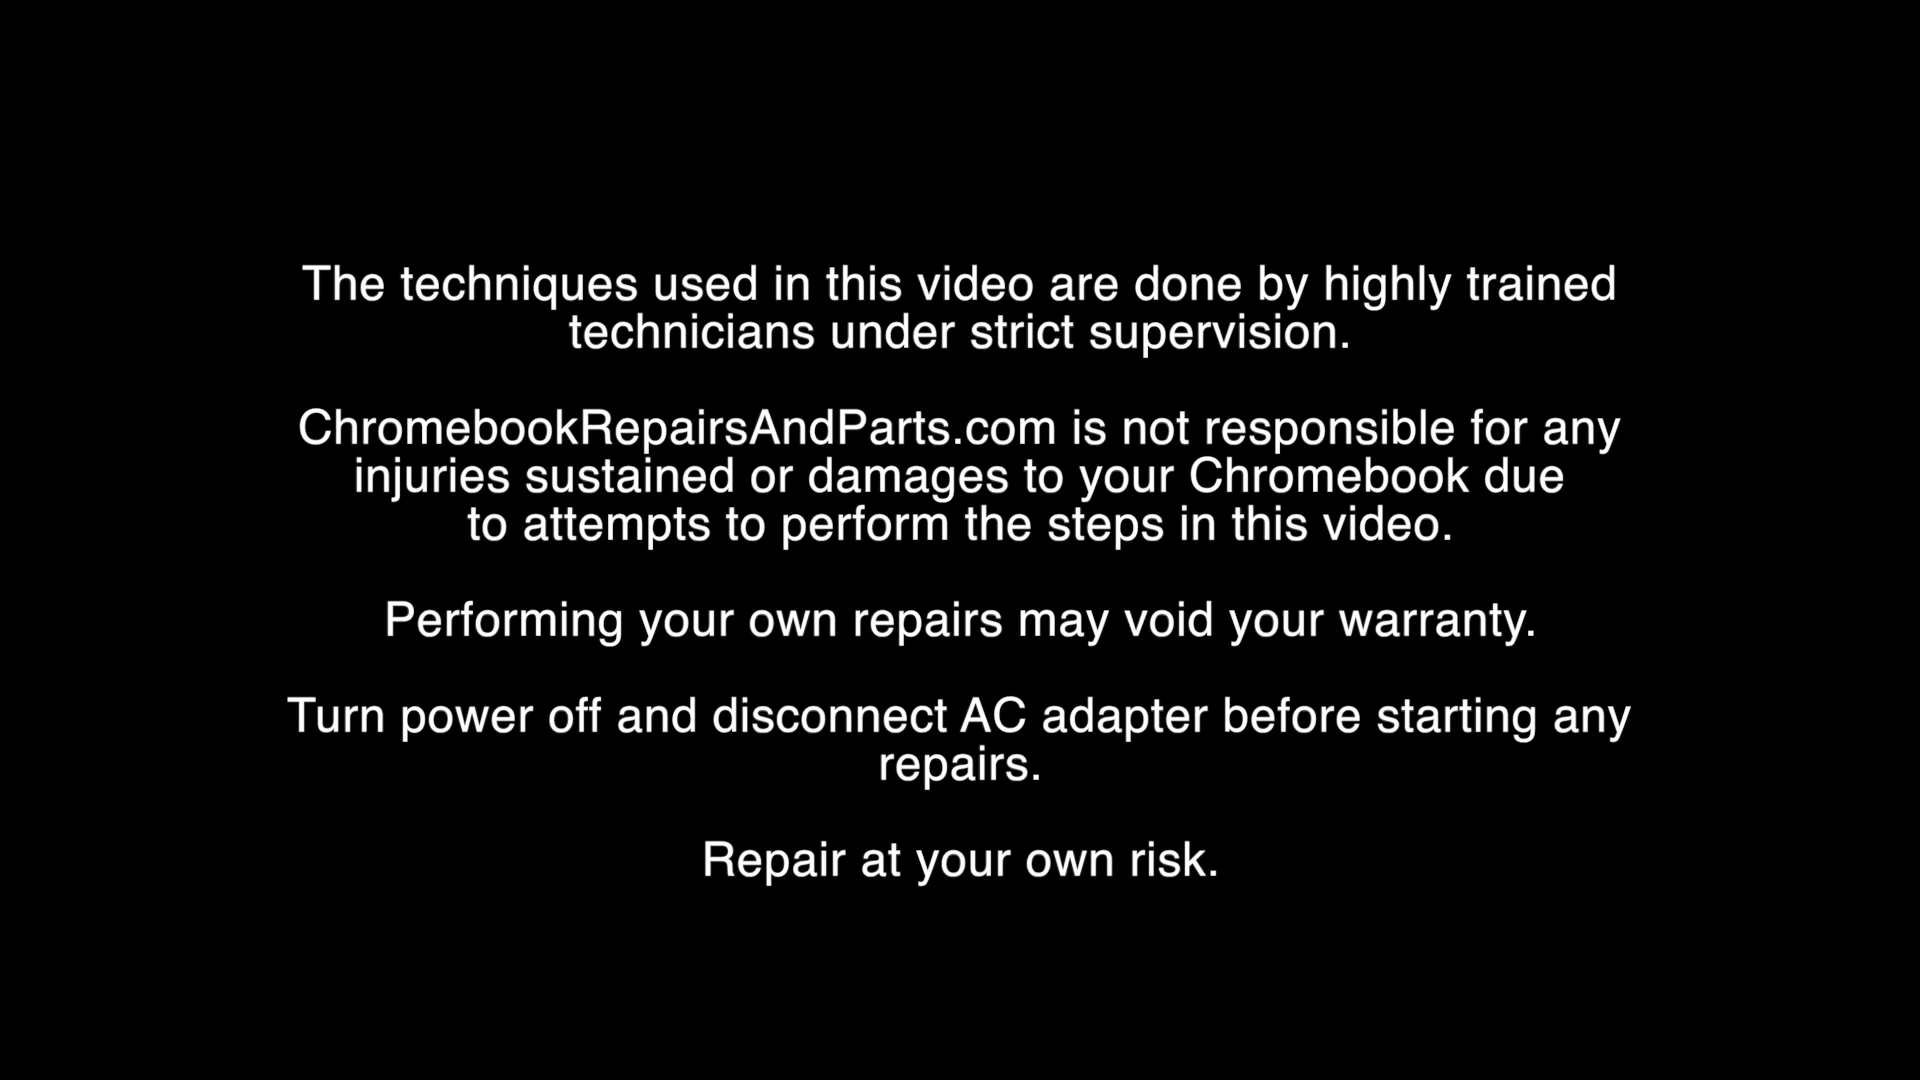 The techniques used in this video are done by highly trained
technicians under strict supervision.
ChromebookRepairsAndParts.com is not responsible for any
injuries sustained or damages to your Chromebook due
to attempts to perform the steps in this video.
Performing your own repairs may void your warranty.
Turn power off and disconnect AC adapter before starting any
repairs.
Repair at your own risk.